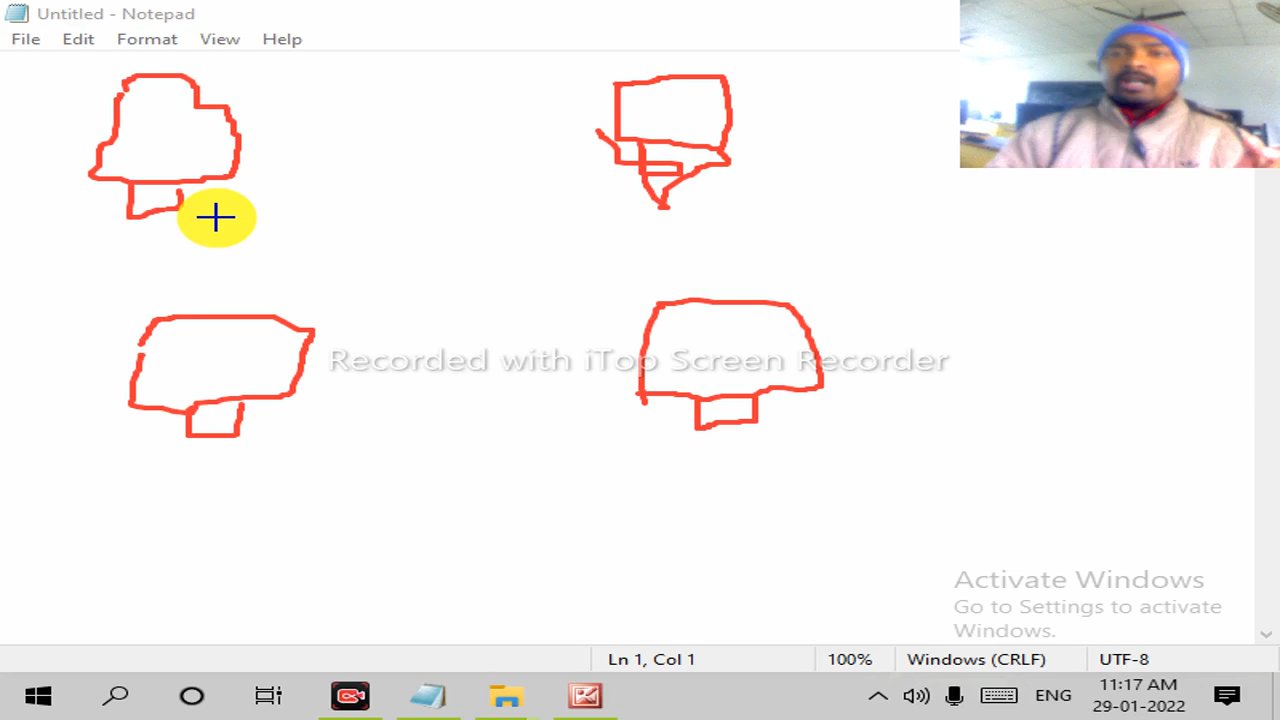 Untitled - Notepad
File Edit Format View Help
Recorded with iTop Screen Recorder
Activate Windows
Go to Settings to activate
Windows.
Ln 1, Col 1 100% Windows (CRLF) UTF-8
ENG
11:17 AM
29-01-2022